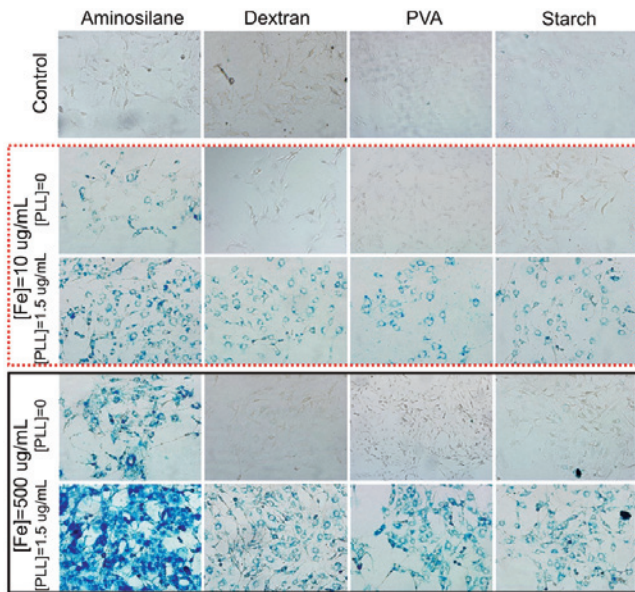 Aminosilane Dextran PVA Starch
Control
[Fe]=10 ug/mL
[PLL]=0
[PLL]=1.5 ug/mL
[Fe]=500 ug/mL
[PLL]=0
[PLL]=1.5 ug/mL